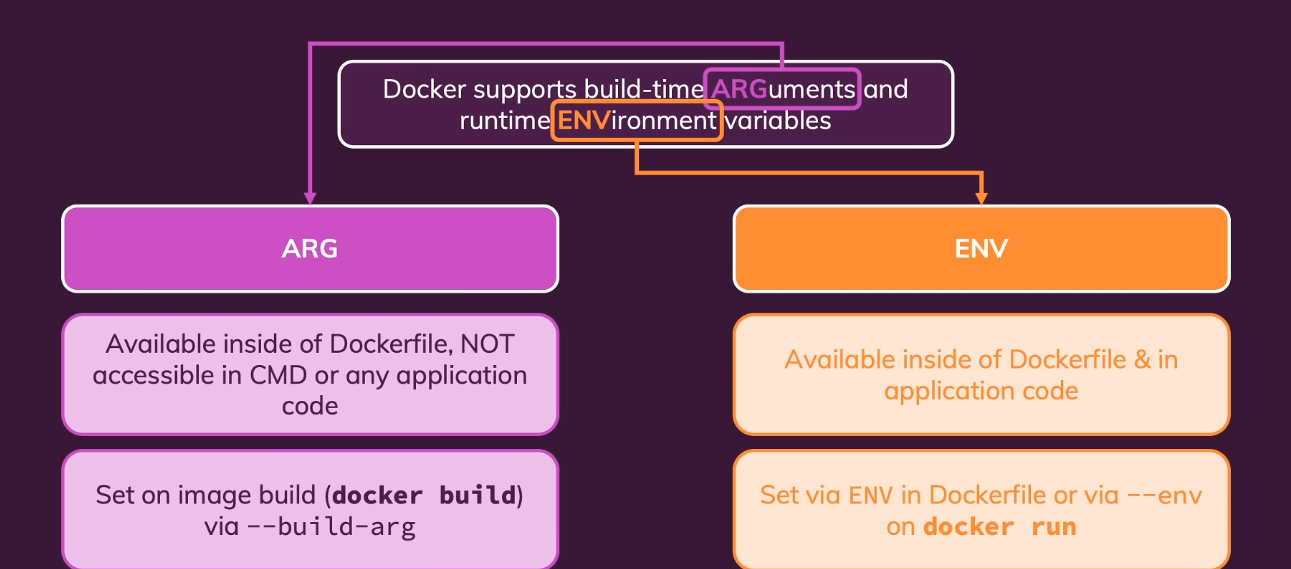 Docker supports build-time ARGuments and
runtime ENVironment variables
ARG
Available inside of Dockerfile, NOT
accessible in CMD or any application
code
Set on image build (docker build)
via --build-arg
ENV
Available inside of Dockerfile & in
application code
Set via ENV in Dockerfile or via --env
on docker run